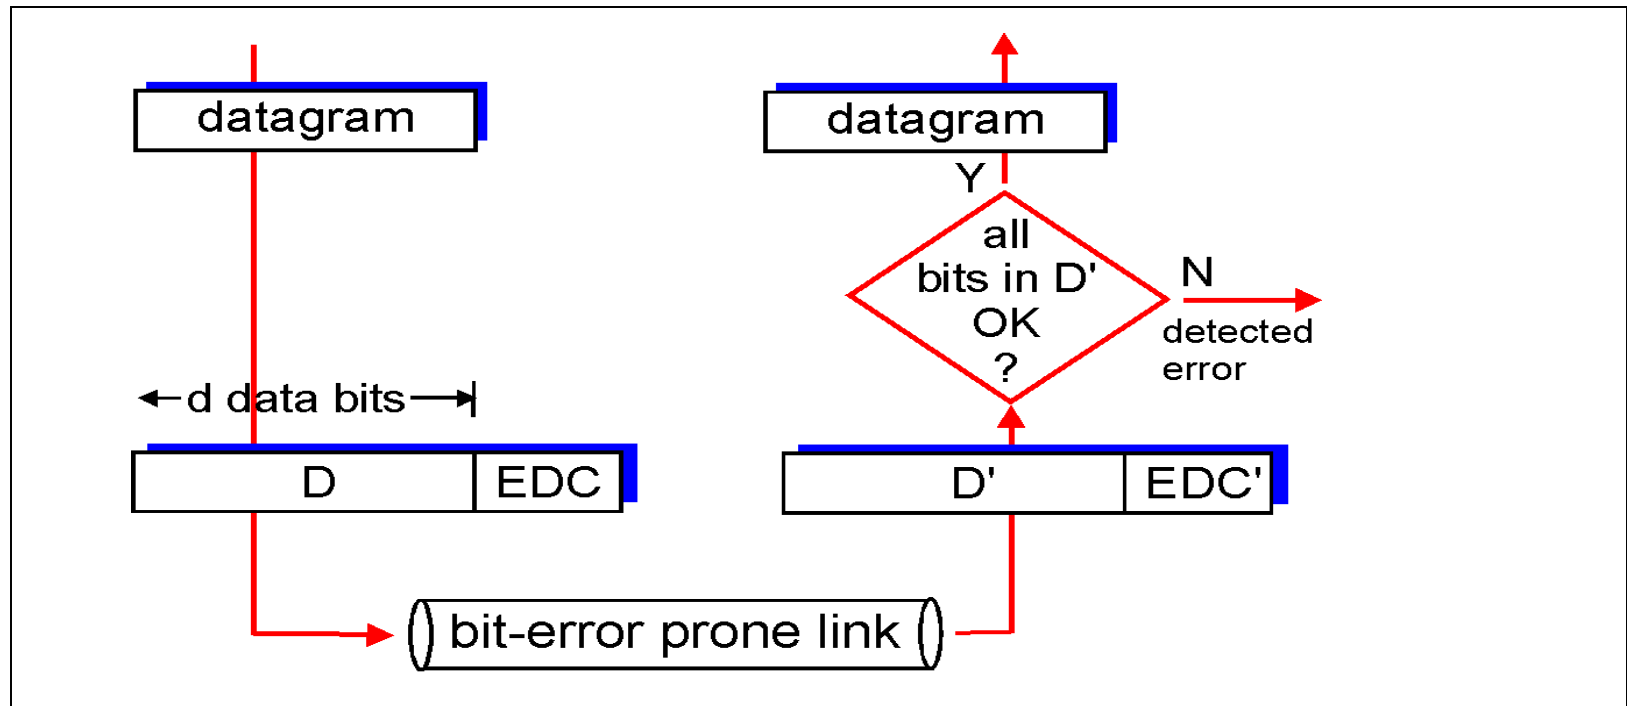 datagram
datagram
Y
all
bits in D'
OK
?
N
detected
error
d data bits
D
EDC
D'
EDC'
bit-error prone link